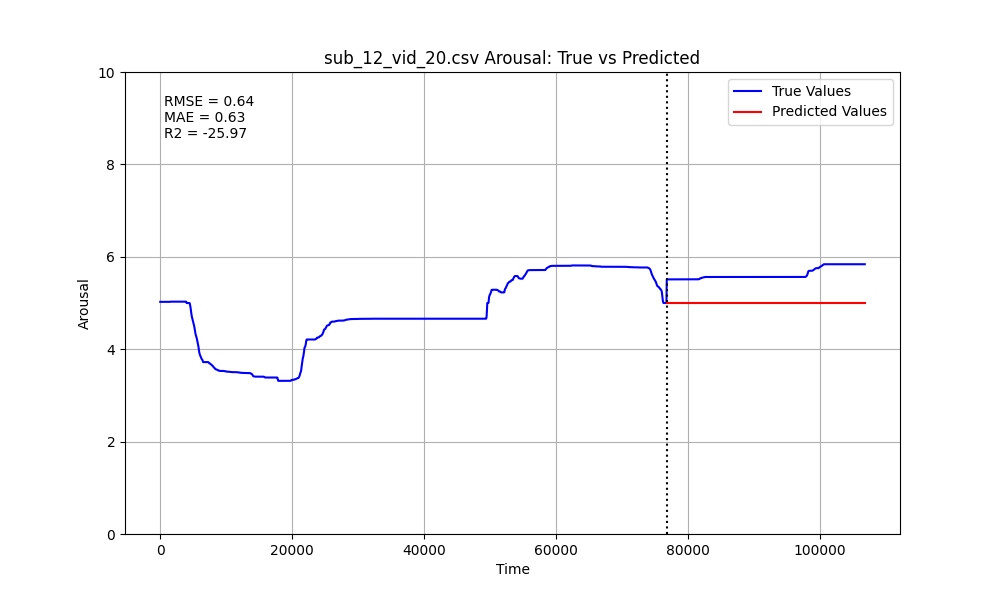 sub_12_vid_20.csv Arousal: True vs Predicted
RMSE = 0.64
MAE = 0.63
R2 = -25.97
True Values
Predicted Values
Arousal
10
8
6
4
2
0
0
20000
40000
60000
80000
100000
Time